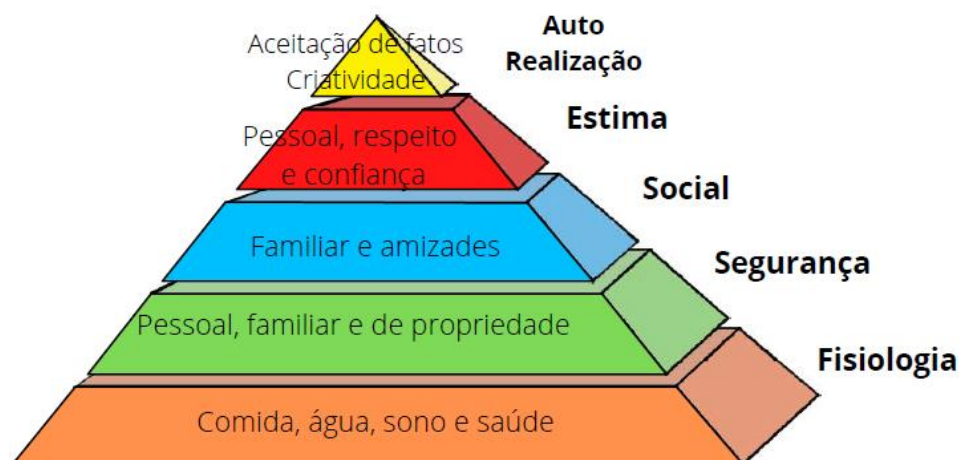 Auto
Realização
Aceitação de fatos
Criatividade
Estima
Pessoal, respeito
e confiança
Social
Familiar e amizades
Segurança
Pessoal, familiar e de propriedade
Fisiologia
Comida, água, sono e saúde